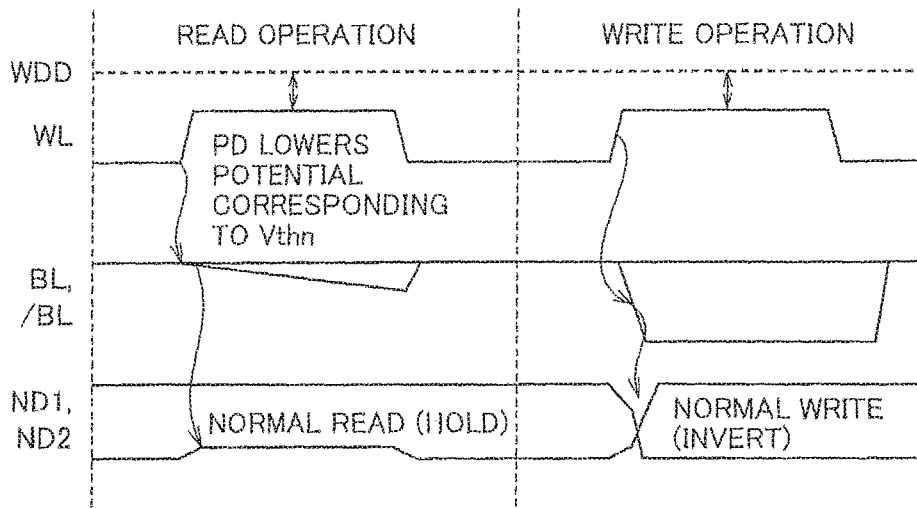 READ OPERATION
WRITE OPERATION
WDD
WL
PD LOWERS
POTENTIAL
CORRESPONDING
TO Vthn
BL,
/BL
ND1,
ND2
NORMAL READ (HOLD)
NORMAL WRITE
(INVERT)